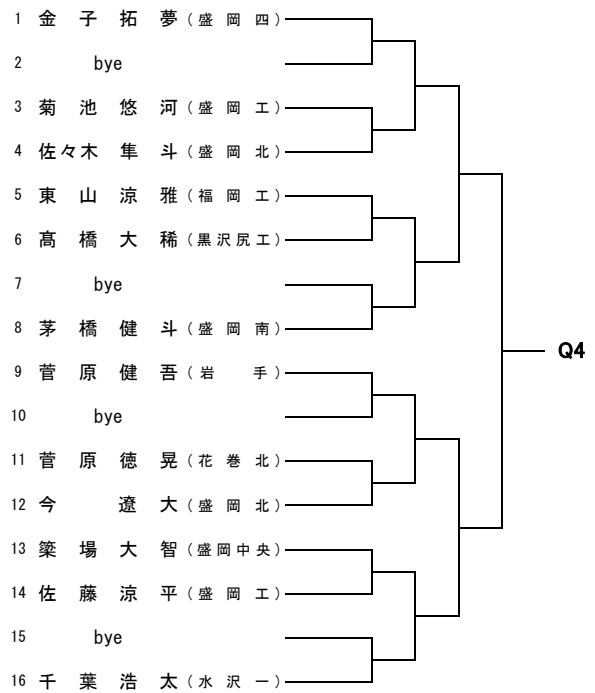 1 金子拓夢(盛岡四)
2 bye
3 菊池悠河(盛岡工)
4 佐々木隼斗(盛岡北)
5 東山涼雅(福岡工)
6 髙橋大稀(黒沢尻工)
7 bye
8 茅橋健斗(盛岡南)
Q4
9 菅原健吾(岩手)
10 bye
11 菅原徳晃(花巻北)
12 今遼大(盛岡北)
13 簗場大智(盛岡中央)
14 佐藤涼平(盛岡工)
15 bye
16 千葉浩太(水沢一)